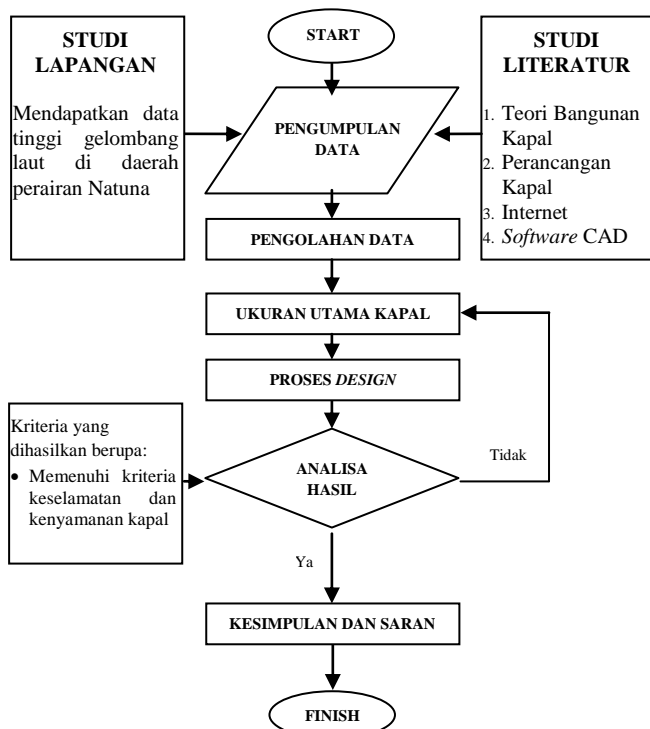 START
STUDI
LAPANGAN
Mendapatkan data
tinggi gelombang
laut di daerah
perairan Natuna
PENGUMPULAN
DATA
STUDI
LITERATUR
1. Teori Bangunan
Kapal
2. Perancangan
Kapal
3. Internet
4. Software CAD
PENGOLAHAN DATA
UKURAN UTAMA KAPAL
PROSES DESIGN
Kriteria yang
dihasilkan berupa:
• Memenuhi kriteria
keselamatan dan
kenyamanan kapal
ANALISA
HASIL
Tidak
Ya
KESIMPULAN DAN SARAN
FINISH